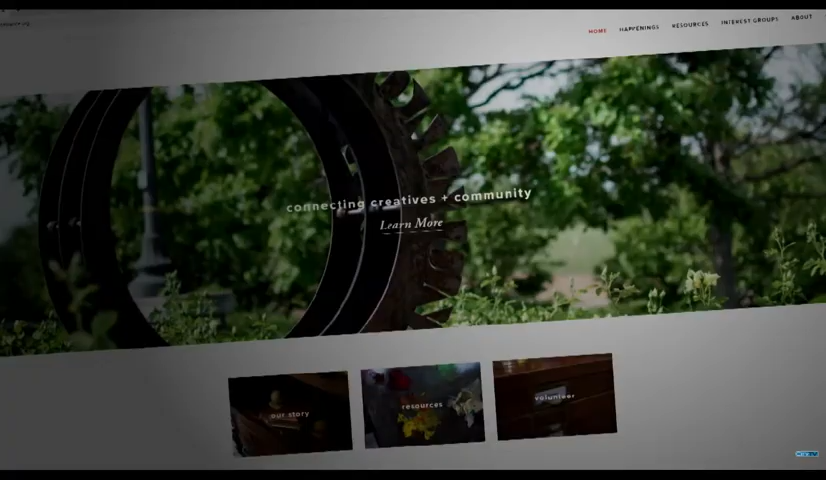 HOME HAPPENINGS RESOURCES INTEREST GROUPS ABOUT
connecting creatives + community
Learn More
our story resources volunteer